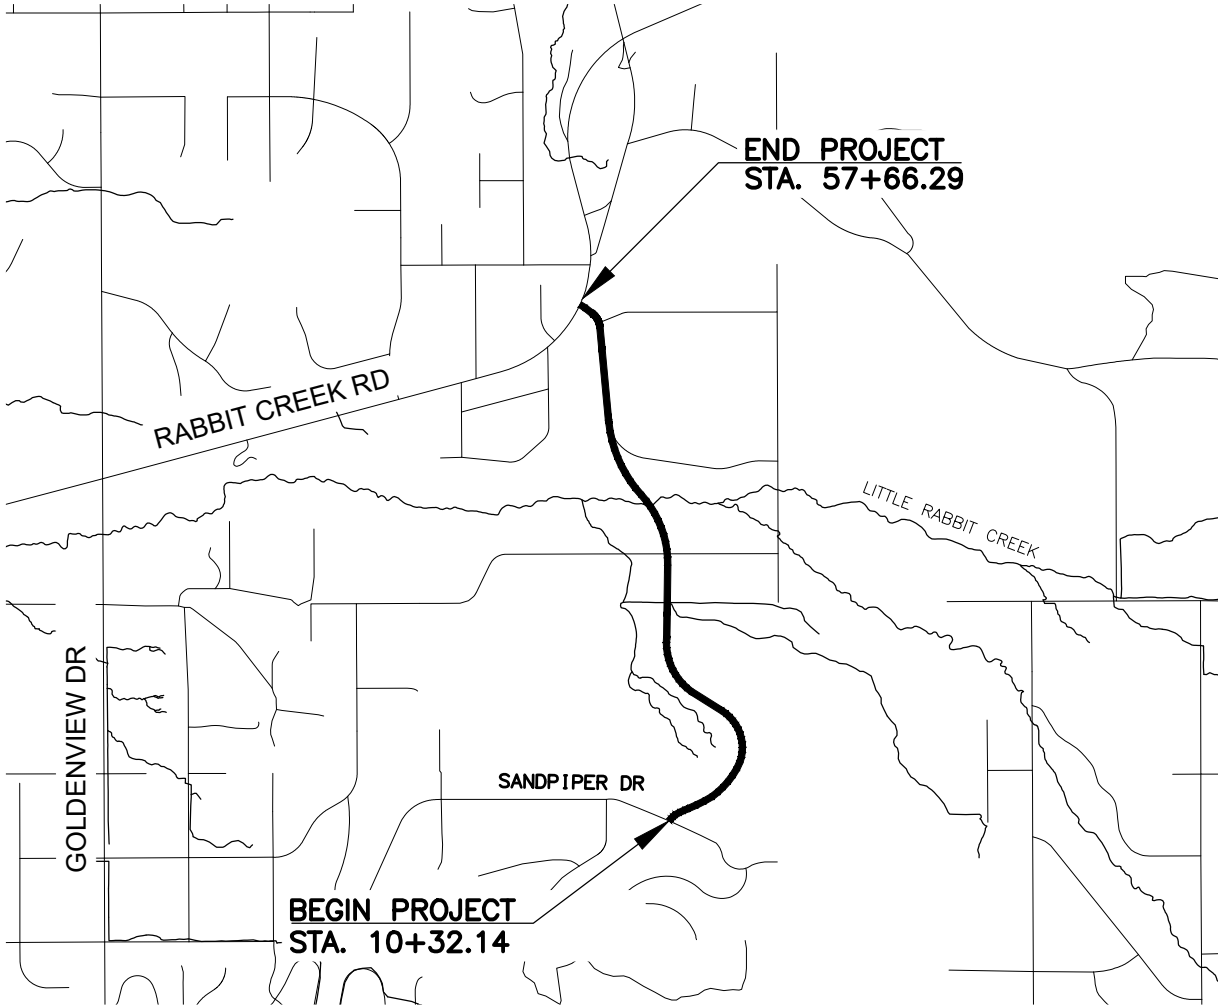 END PROJECT
STA. 57+66.29
RABBIT CREEK RD
LITTLE RABBIT CREEK
GOLDENVIEW DR
SANDPIPER DR
BEGIN PROJECT
STA. 10+32.14